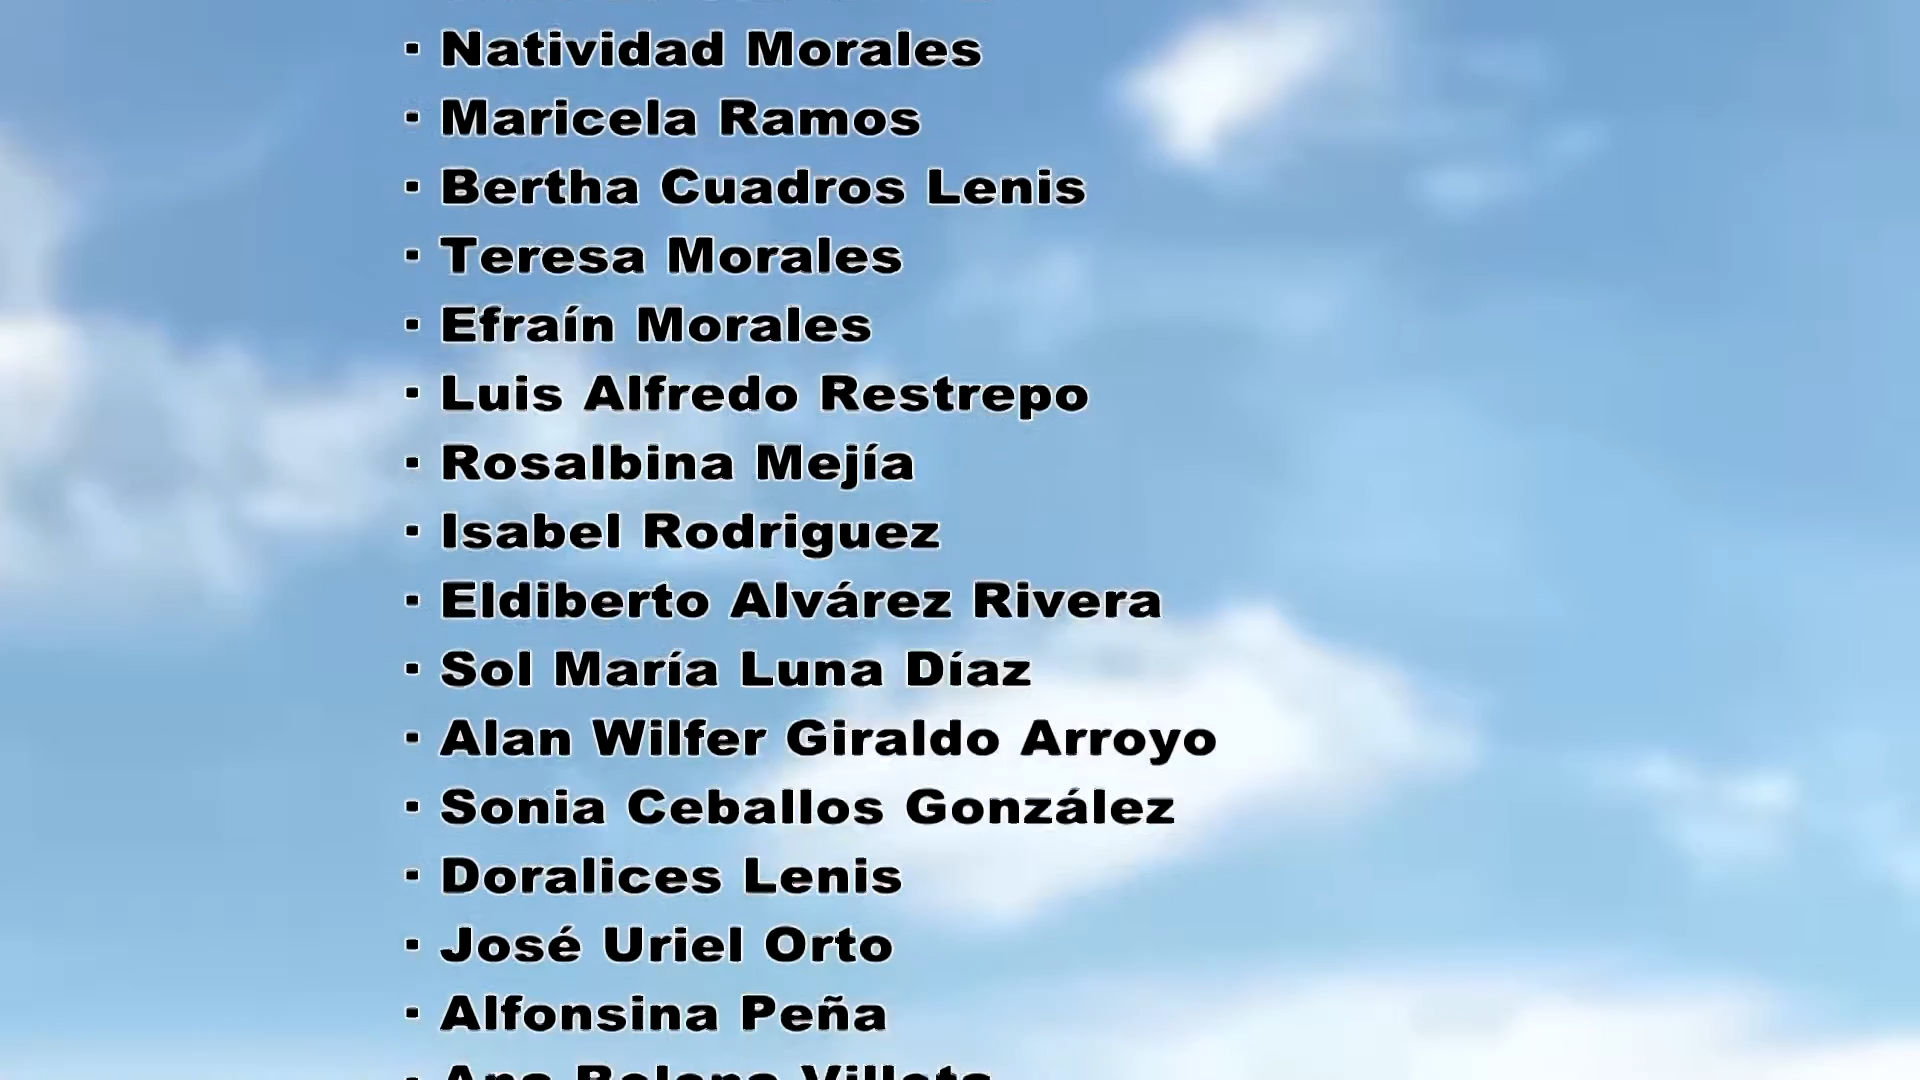 · Natividad Morales
· Maricela Ramos
· Bertha Cuadros Lenis
· Teresa Morales
· Efraín Morales
· Luis Alfredo Restrepo
· Rosalbina Mejía
· Isabel Rodriguez
· Eldiberto Alvárez Rivera
· Sol María Luna Díaz
· Alan Wilfer Giraldo Arroyo
· Sonia Ceballos González
· Doralices Lenis
· José Uriel Orto
· Alfonsina Peña
· Ana